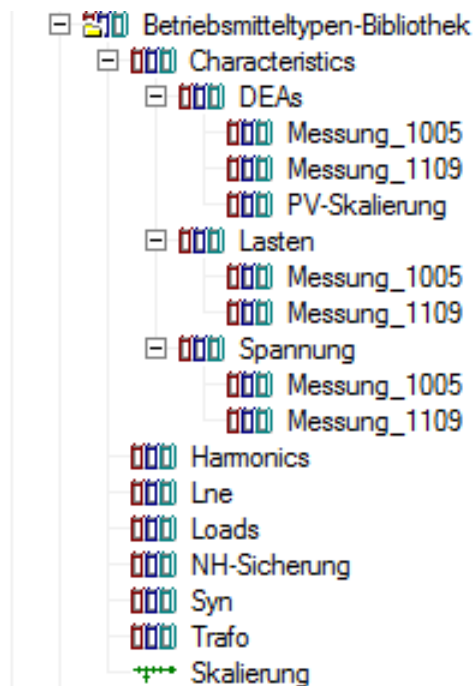 Betriebsmitteltypen-Bibliothek
Characteristics
DEAs
Messung_1005
Messung_1109
PV-Skalierung
Lasten
Messung_1005
Messung_1109
Spannung
Messung_1005
Messung_1109
Harmonics
Lne
Loads
NH-Sicherung
Syn
Trafo
Skalierung